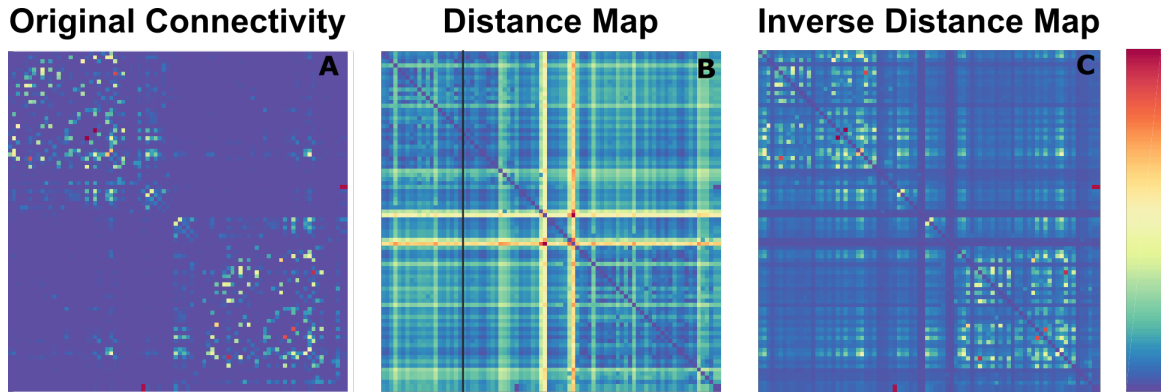 Original Connectivity
Distance Map
Inverse Distance Map
A
B
C